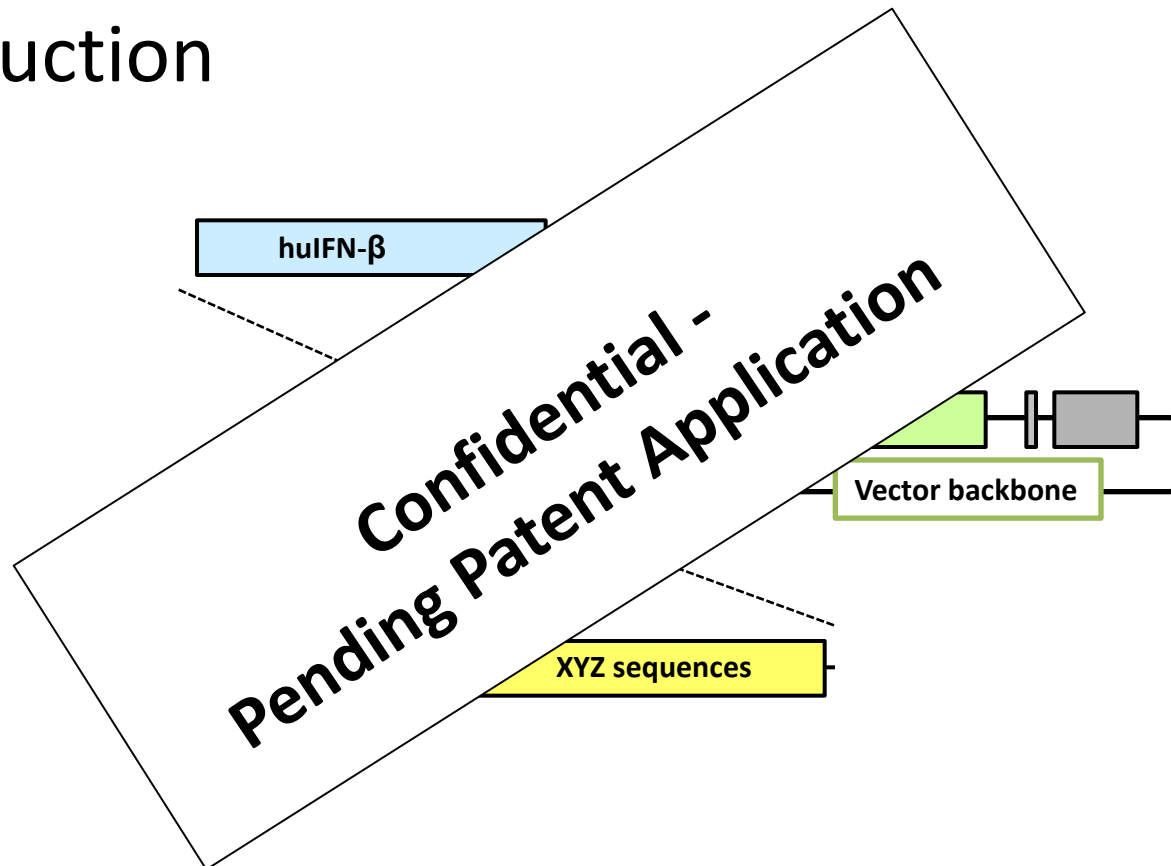 uction
huIFN-β
Confidential -
Pending Patent Application
Vector backbone
XYZ sequences